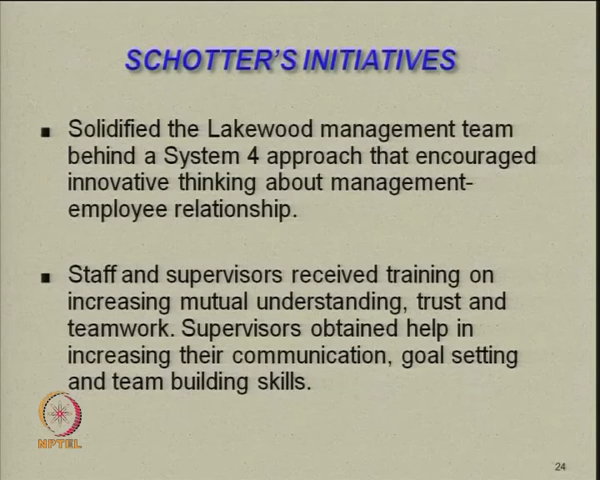 SCHOTTER'S INITIATIVES
Solidified the Lakewood management team
behind a System 4 approach that encouraged
innovative thinking about management-
employee relationship.
Staff and supervisors received training on
increasing mutual understanding, trust and
teamwork. Supervisors obtained help in
increasing their communication, goal setting
and team building skills.
NPTEL
24